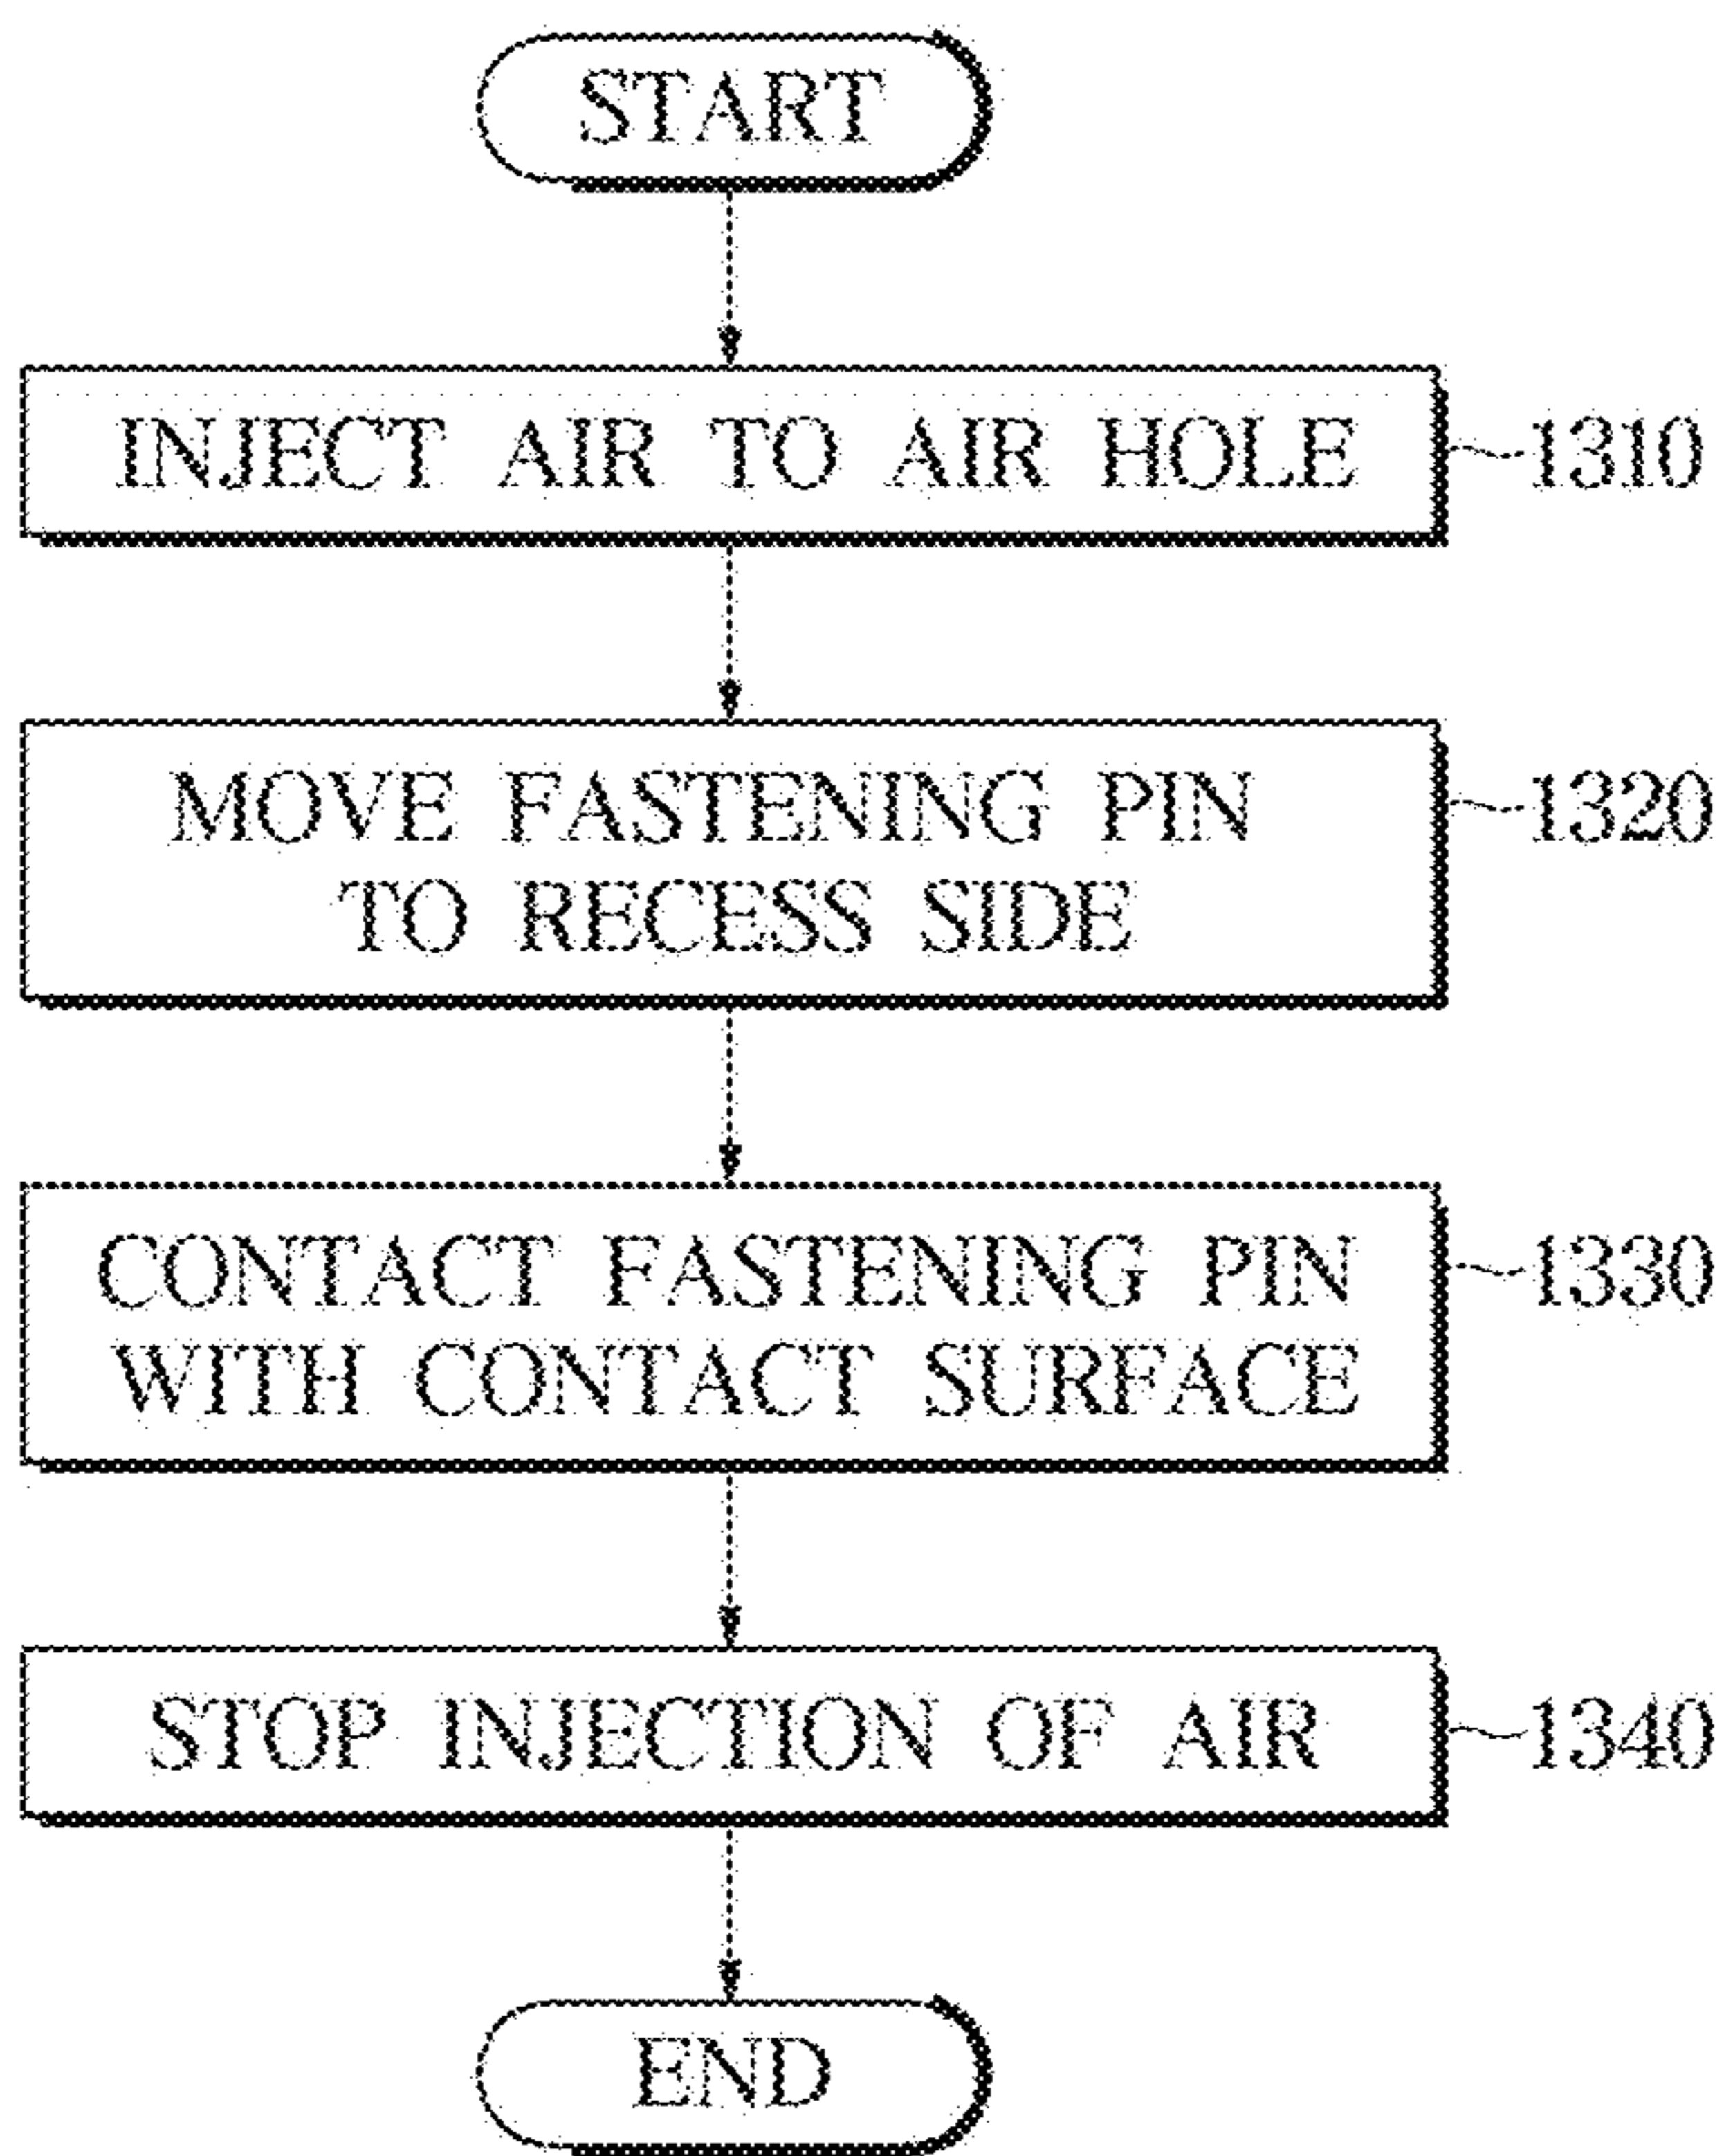 START
INJECT AIR TO AIR HOLE
1310
MOVE FASTENING PIN
TO RECESS SIDE
1320
CONTACT FASTENING PIN
WITH CONTACT SURFACE
1330
STOP INJECTION OF AIR
1340
END